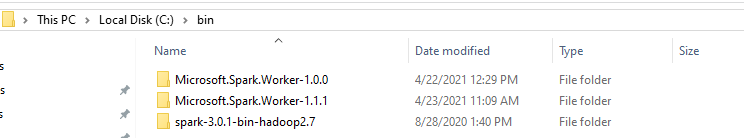 This PC > Local Disk (C:) > bin
Name Date modified Type Size
Microsoft.Spark.Worker-1.0.0 4/22/2021 12:29 PM File folder
Microsoft.Spark.Worker-1.1.1 4/23/2021 11:09 AM File folder
spark-3.0.1-bin-hadoop2.7 8/28/2020 1:40 PM File folder